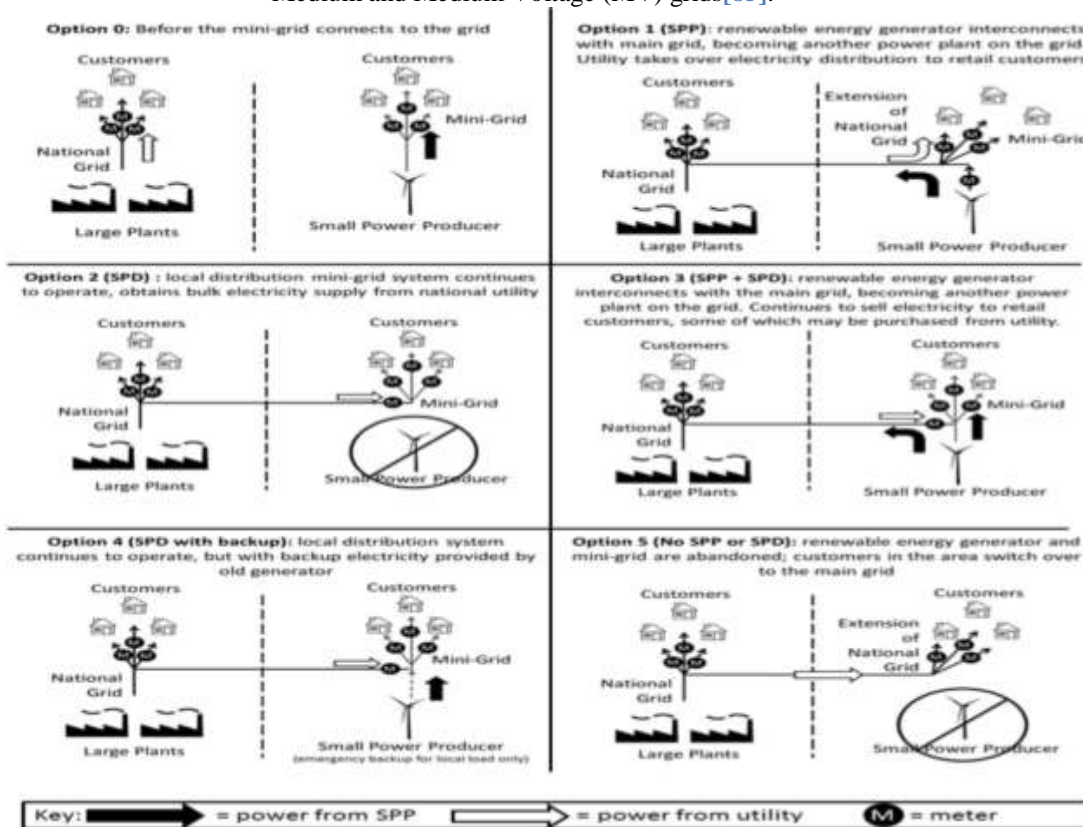 Medium and Medium Voltage (MV) grids[65].
Option 0: Before the mini-grid connects to the grid
Customers
Customers
Mini-Grid
National
Grid
Large Plants
Small Power Producer
Option 1 (SPP): renewable energy generator interconnects
with main grid, becoming another power plant on the grid.
Utility takes over electricity distribution to retail customers
Customers
Extension
of
National
Grid
Mini-Grid
National
Grid
Large Plants
Small Power Producer
Option 2 (SPD) : local distribution mini-grid system continues
to operate, obtains bulk electricity supply from national utility
Customers
Customers
Mini-Grid
National
Grid
Large Plants
Small Power Producer
Option 3 (SPP + SPD): renewable energy generator
interconnects with the main grid, becoming another power
plant on the grid. Continues to sell electricity to retail
customers, some of which may be purchased from utility.
Customers
Customers
Mini-Grid
National
Grid
Large Plants
Small Power Producer
Option 4 (SPD with backup): local distribution system
continues to operate, but with backup electricity provided by
old generator
Customers
Customers
Mini-Grid
National
Grid
Large Plants
Small Power Producer
(emergency backup for local load only)
Option 5 (No SPP or SPD): renewable energy generator and
mini-grid are abandoned; customers in the area switch over
to the main grid
Customers
Customers
Extension
of
National
Grid
National
Grid
Large Plants
Small Power Producer
Key: = power from SPP = power from utility M = meter